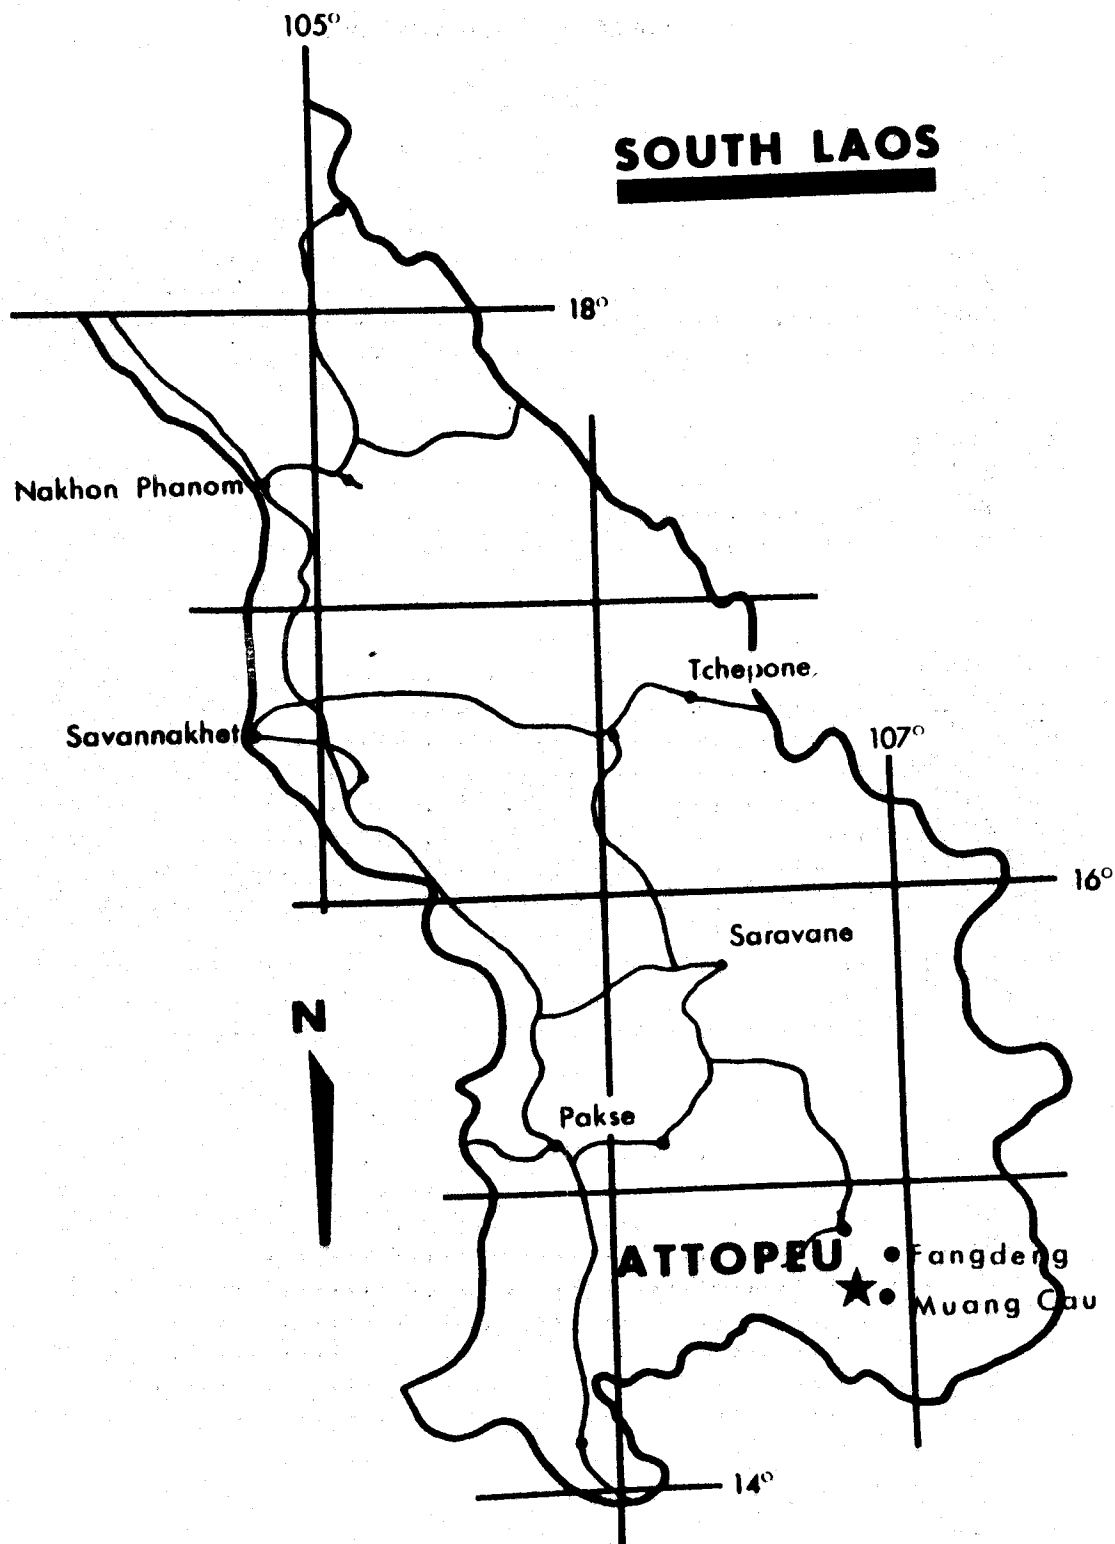 105°
SOUTH LAOS
18°
Nakhon Phanom
Tchepone
Savannakhet
107°
16°
Saravane
N
Pakse
ATTOPEU
Fangdeng
Muang Cau
14°